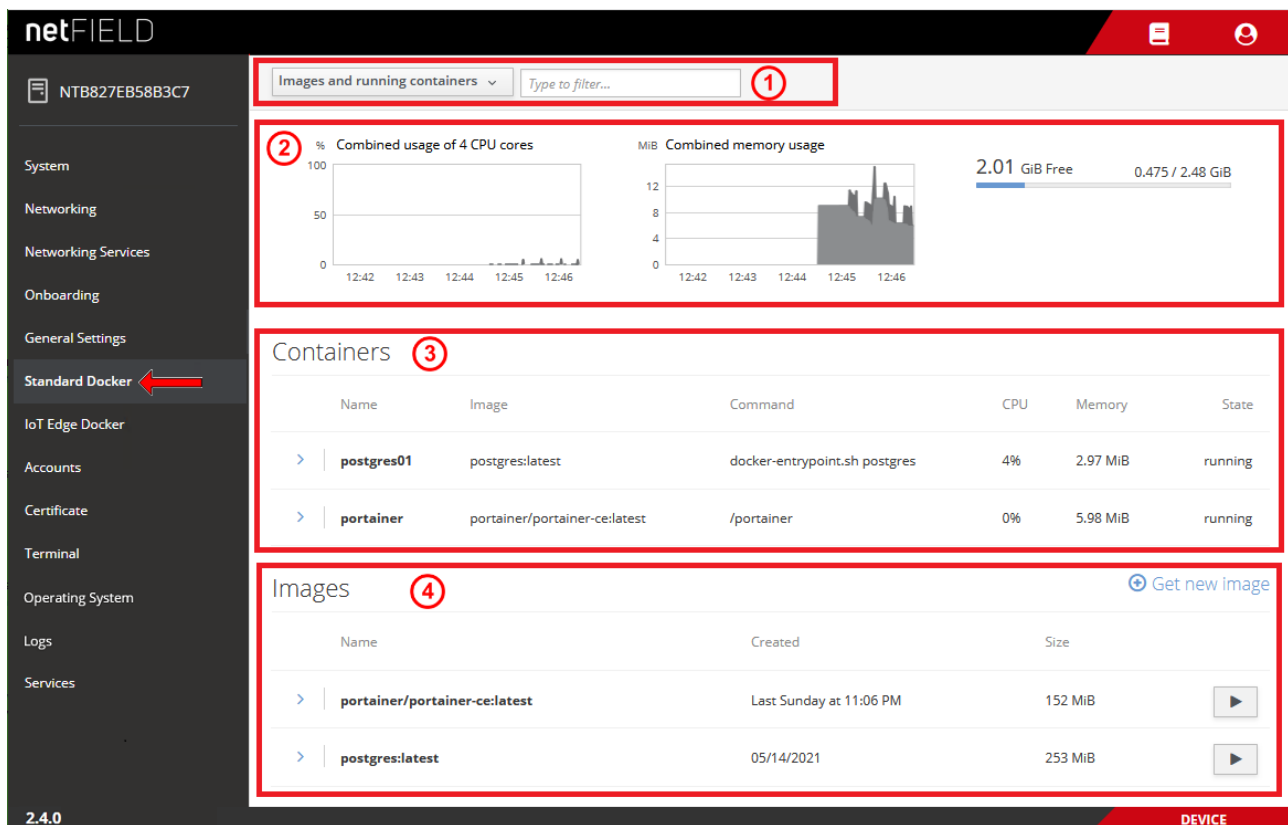 netFIELD
NTB827EB58B3C7
System
Networking
Networking Services
Onboarding
General Settings
Standard Docker
IoT Edge Docker
Accounts
Certificate
Terminal
Operating System
Logs
Services
2.4.0
Images and running containers
Type to filter...
1
2
% Combined usage of 4 CPU cores
100
50
0
12:42 12:43 12:44 12:45 12:46
MiB Combined memory usage
12
8
4
0
12:42 12:43 12:44 12:45 12:46
2.01 GiB Free 0.475 / 2.48 GiB
Containers 3
Name Image Command CPU Memory State
postgres01 postgres:latest docker-entrypoint.sh postgres 4% 2.97 MiB running
portainer portainer/portainer-ce:latest /portainer 0% 5.98 MiB running
Images 4 Get new image
Name Created Size
portainer/portainer-ce:latest Last Sunday at 11:06 PM 152 MiB
postgres:latest 05/14/2021 253 MiB
DEVICE